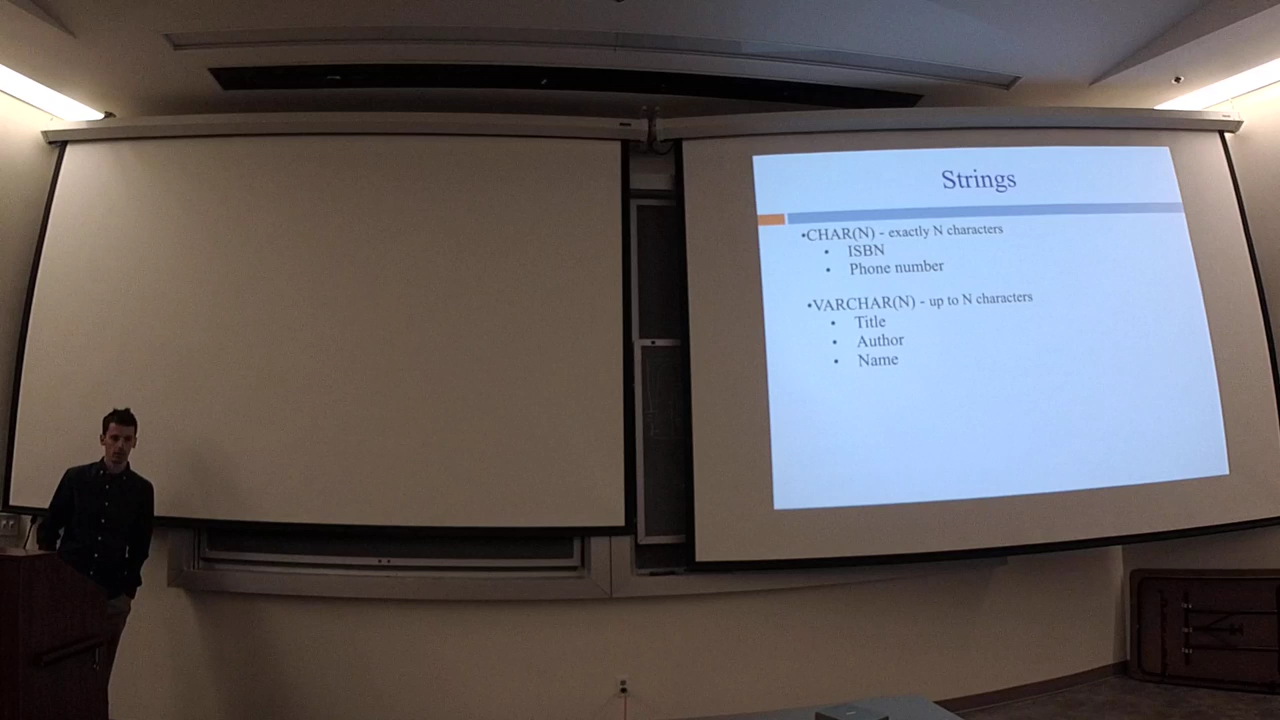 Strings
•CHAR(N) - exactly N characters
• ISBN
• Phone number
•VARCHAR(N) - up to N characters
• Title
• Author
• Name